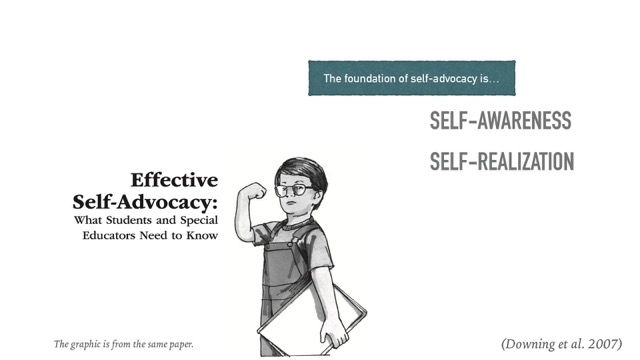 The foundation of self-advocacy is…
SELF-AWARENESS
SELF-REALIZATION
Effective
Self-Advocacy:
What Students and Special
Educators Need to Know
The graphic is from the same paper.
(Downing et al. 2007)